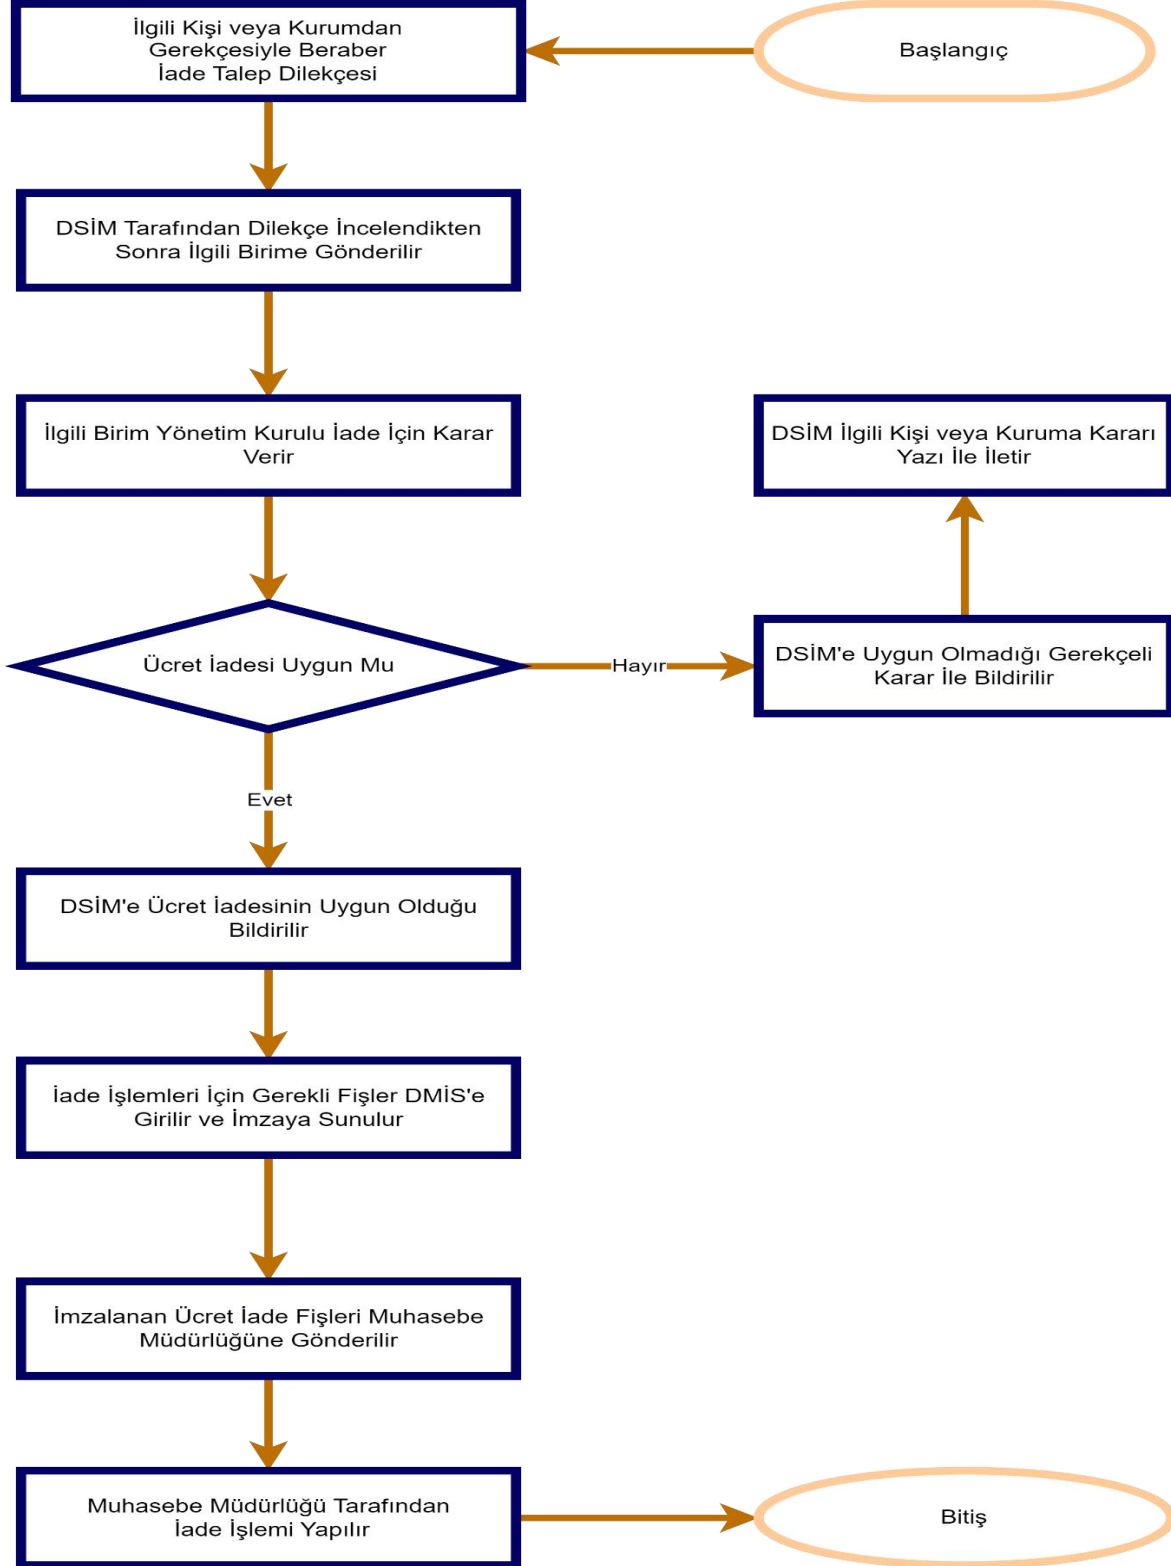 Başlangıç
İlgili Kişi veya Kurumdan
Gerekçesiyle Beraber
İade Talep Dilekçesi
DSİM Tarafından Dilekçe İncelendikten
Sonra İlgili Birime Gönderilir
İlgili Birim Yönetim Kurulu İade İçin Karar
Verir
Ücret İadesi Uygun Mu
Hayır
DSİM'e Uygun Olmadığı Gerekçeli
Karar İle Bildirilir
DSİM İlgili Kişi veya Kuruma Kararı
Yazı İle İletir
Evet
DSİM'e Ücret İadesinin Uygun Olduğu
Bildirilir
İade İşlemleri İçin Gerekli Fişler DMİS'e
Girilir ve İmzaya Sunulur
İmzalanan Ücret İade Fişleri Muhasebe
Müdürlüğüne Gönderilir
Muhasebe Müdürlüğü Tarafından
İade İşlemi Yapılır
Bitiş